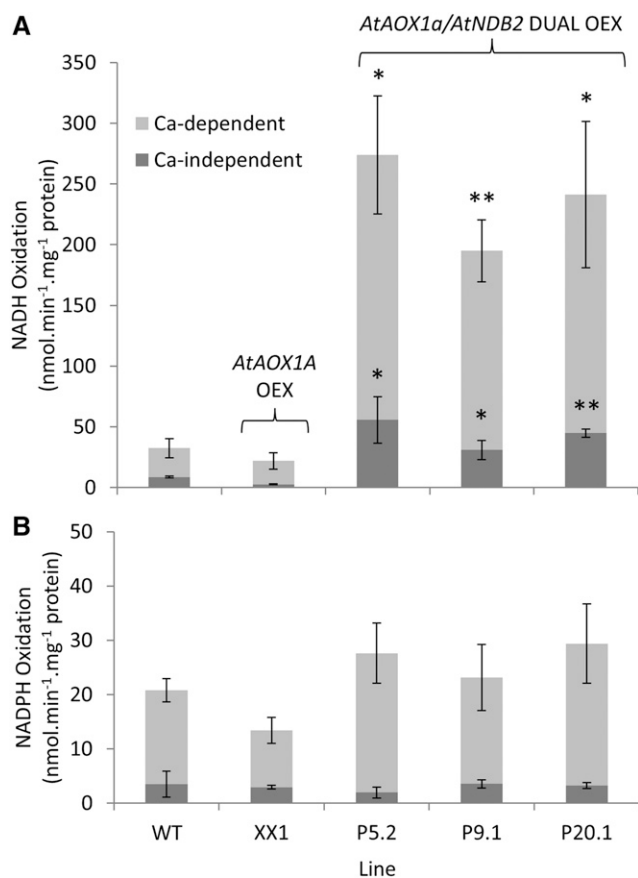 A
AtAOX1a/AtNDB2 DUAL OEX
350
300
250
200
150
100
50
0
NADH Oxidation
(nmol.min⁻¹.mg⁻¹ protein)
Ca-dependent
Ca-independent
AtAOX1A
OEX
*
**
*
*
*
**
B
50
40
30
20
10
0
NADPH Oxidation
(nmol.min⁻¹.mg⁻¹ protein)
WT XX1 P5.2 P9.1 P20.1
Line